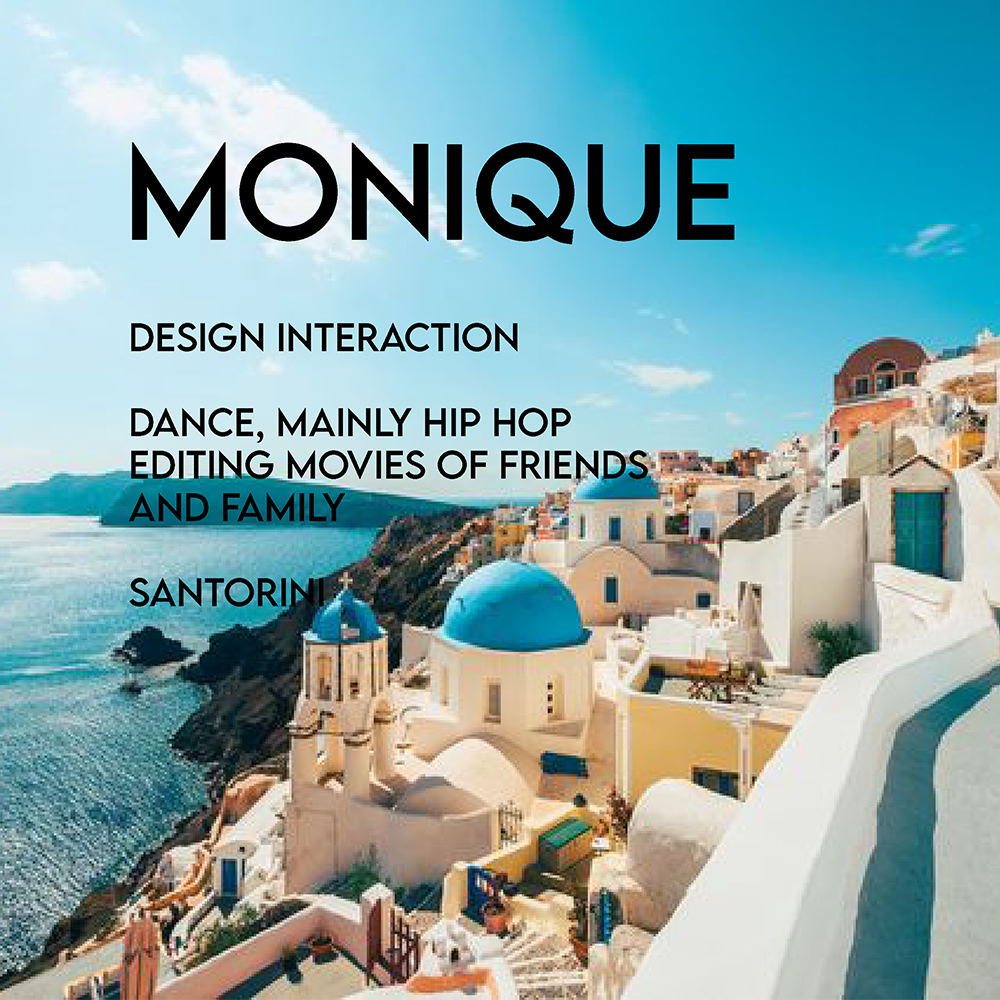 MONIQUE
DESIGN INTERACTION
DANCE, MAINLY HIP HOP
EDITING MOVIES OF FRIENDS
AND FAMILY
SANTORINI